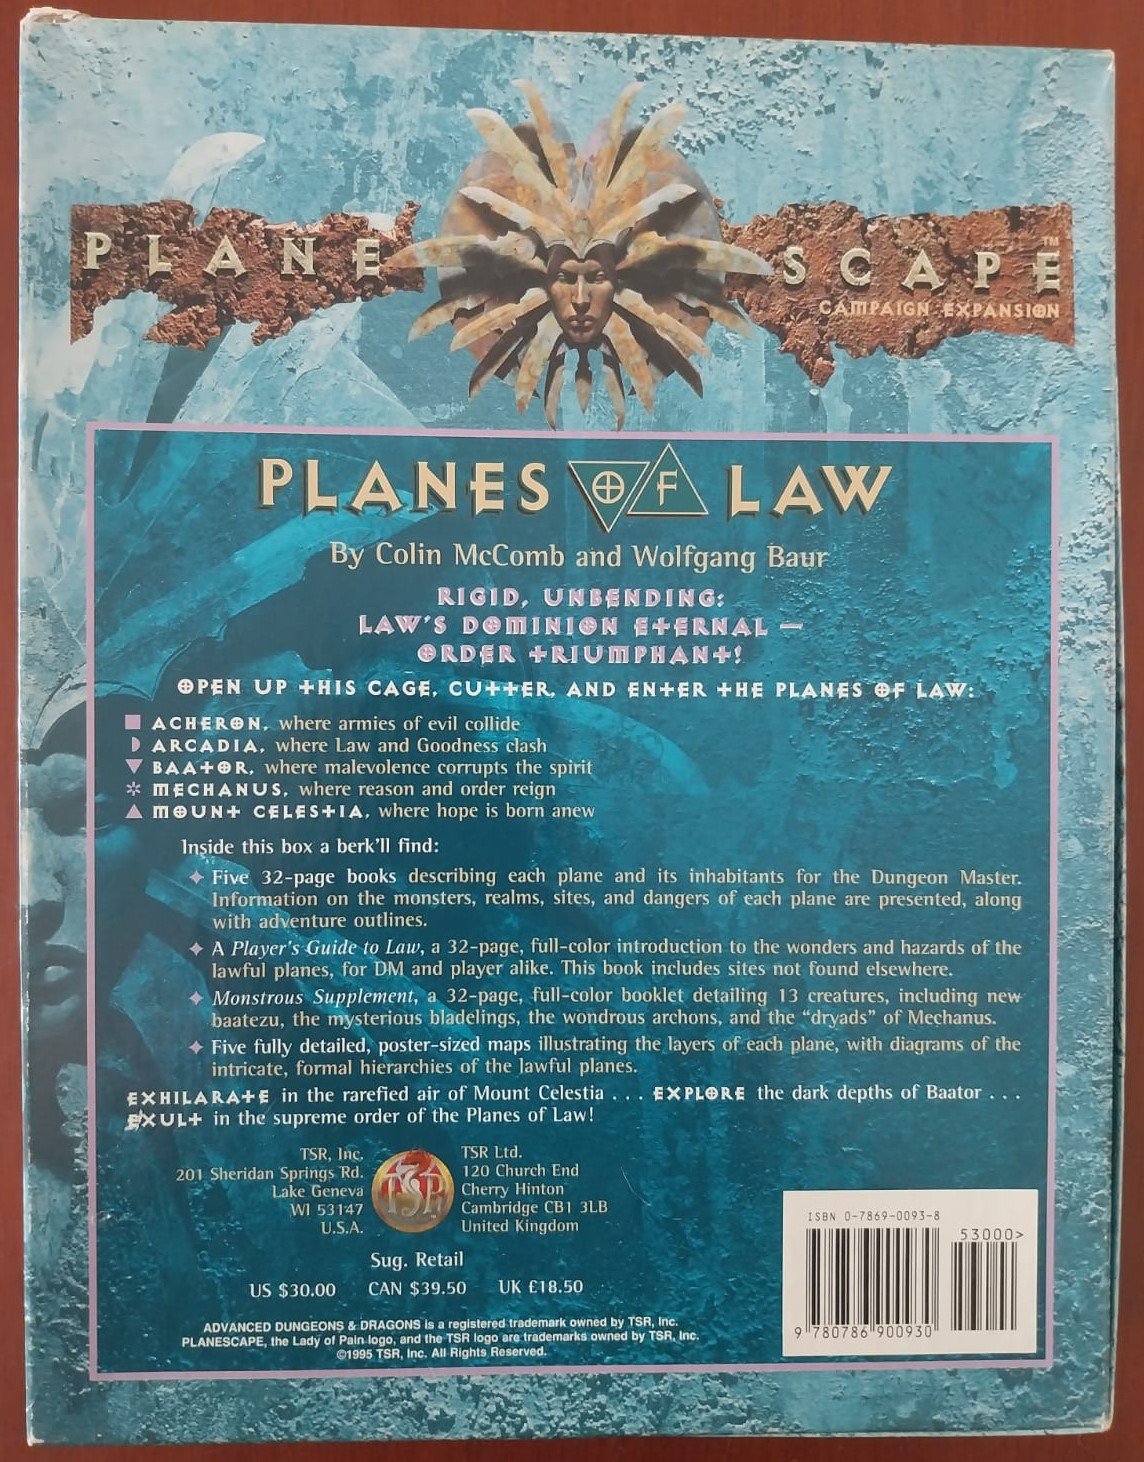 PLANE SCAPE™
CAMPAIGN EXPANSION
PLANES OF LAW
By Colin McComb and Wolfgang Baur
RIGID, UNBENDING:
LAW'S DOMINION ETERNAL —
ORDER TRIUMPHANT!
OPEN UP THIS CAGE, CUTTER, AND ENTER THE PLANES OF LAW:
ACHERON, where armies of evil collide
ARCADIA, where Law and Goodness clash
BAATOR, where malevolence corrupts the spirit
MECHANUS, where reason and order reign
MOUNT CELESTIA, where hope is born anew
Inside this box a berk'll find:
Five 32-page books describing each plane and its inhabitants for the Dungeon Master.
Information on the monsters, realms, sites, and dangers of each plane are presented, along
with adventure outlines.
A Player's Guide to Law, a 32-page, full-color introduction to the wonders and hazards of the
lawful planes, for DM and player alike. This book includes sites not found elsewhere.
Monstrous Supplement, a 32-page, full-color booklet detailing 13 creatures, including new
baatezu, the mysterious bladelings, the wondrous archons, and the “dryads” of Mechanus.
Five fully detailed, poster-sized maps illustrating the layers of each plane, with diagrams of the
intricate, formal hierarchies of the lawful planes.
EXHILARATE in the rarefied air of Mount Celestia . . . EXPLORE the dark depths of Baator . . .
EXULT in the supreme order of the Planes of Law!
TSR, Inc.
201 Sheridan Springs Rd.
Lake Geneva
WI 53147
U.S.A.
TSR
TSR Ltd.
120 Church End
Cherry Hinton
Cambridge CB1 3LB
United Kingdom
Sug. Retail
US $30.00 CAN $39.50 UK £18.50
ADVANCED DUNGEONS & DRAGONS is a registered trademark owned by TSR, Inc.
PLANESCAPE, the Lady of Pain logo, and the TSR logo are trademarks owned by TSR, Inc.
©1995 TSR, Inc. All Rights Reserved.
ISBN 0-7869-0093-8
53000>
9 780786 900930